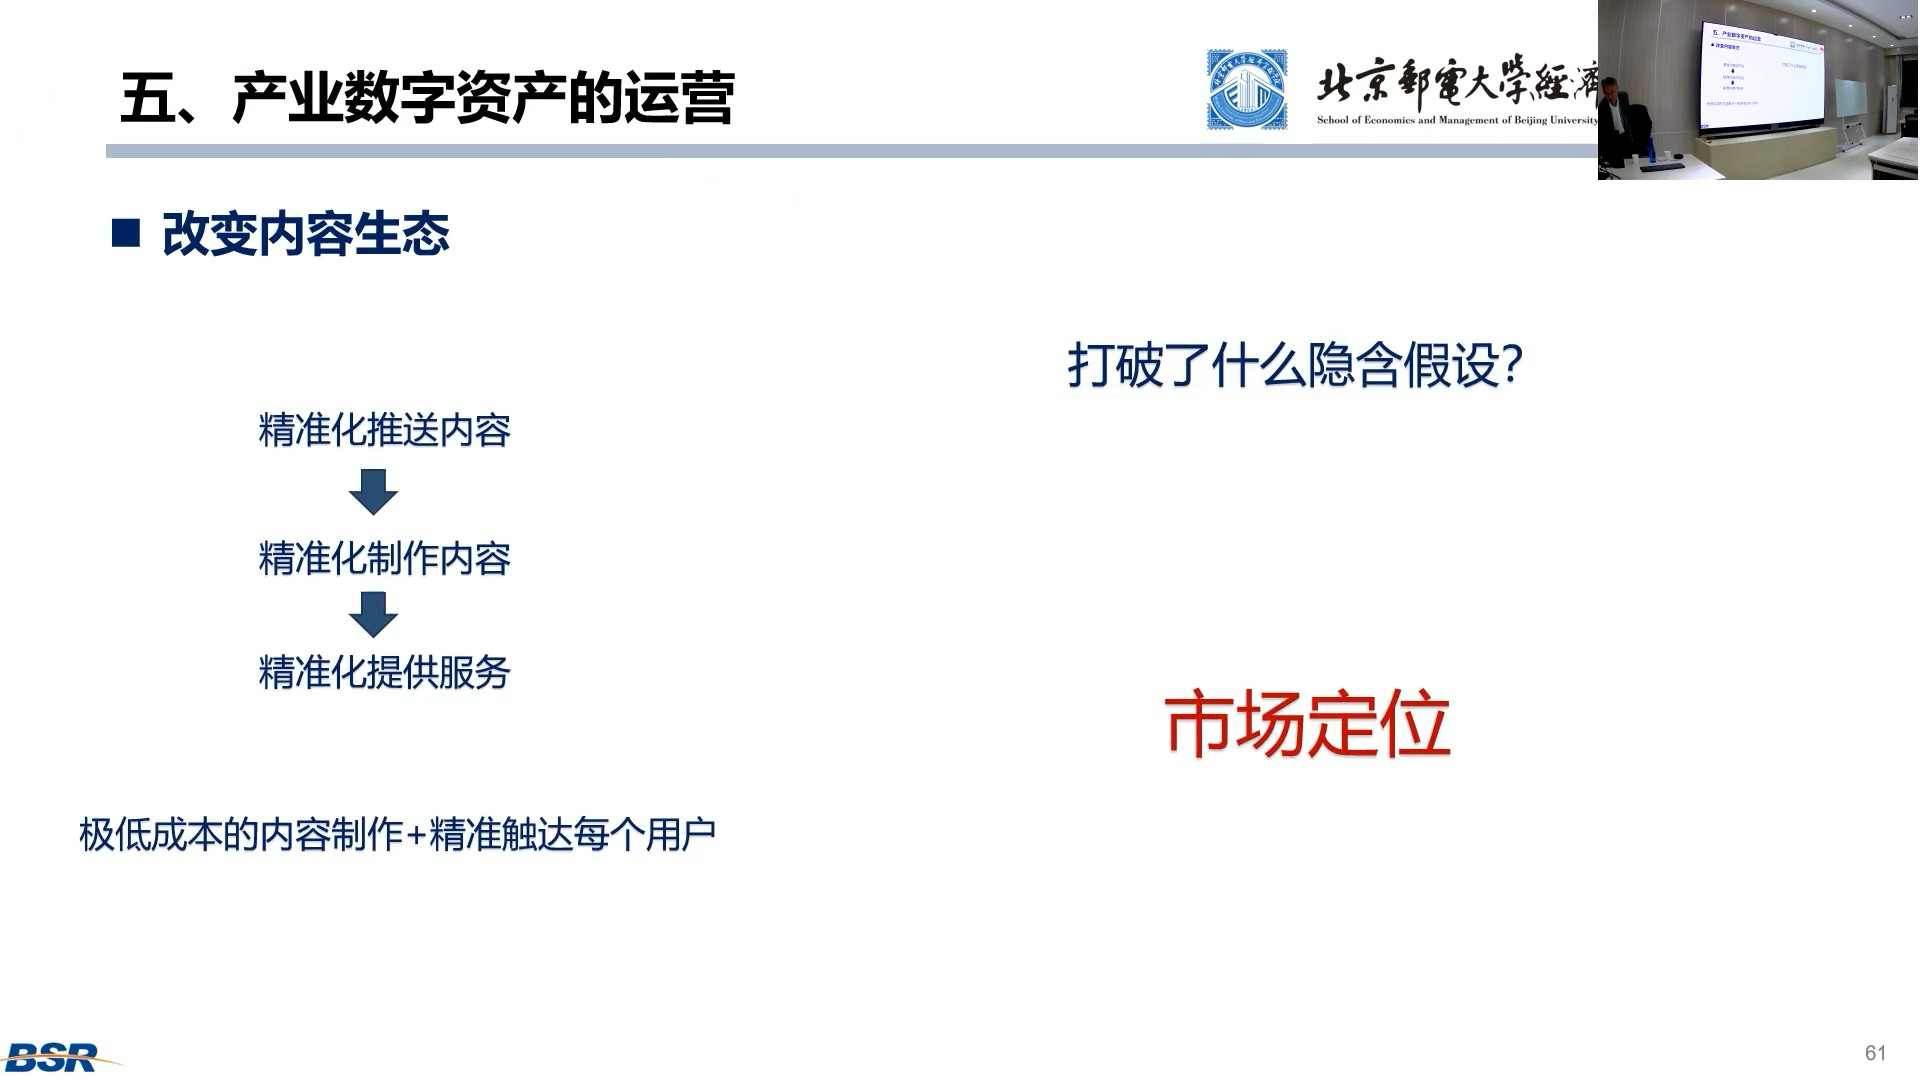 五、产业数字资产的运营
北京郵電大學經濟
School of Economics and Management of Beijing University
■ 改变内容生态
打破了什么隐含假设?
精准化推送内容
精准化制作内容
精准化提供服务
市场定位
极低成本的内容制作+精准触达每个用户
BSR
61